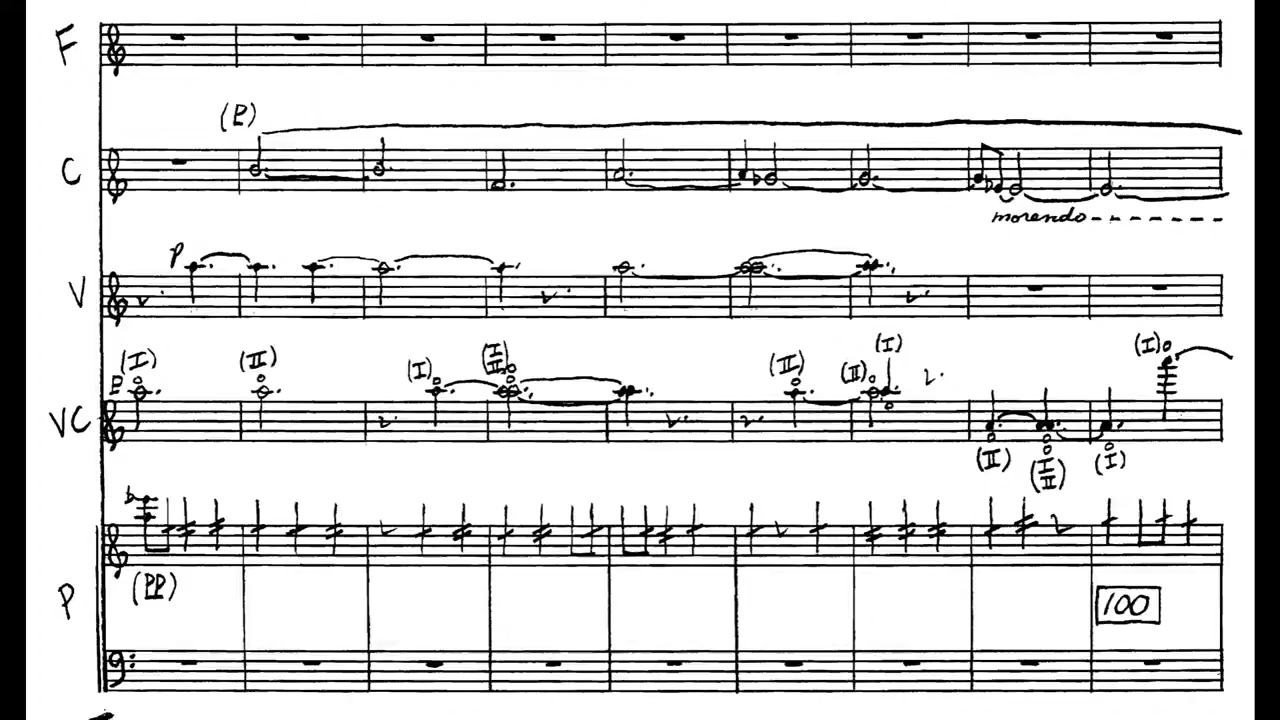 F
(P)
C
morendo
P
V
(I) (II) (I) (I II) (II) (II) (I) (I)
P
VC
(II) (I II) (I)
(PP)
P
100